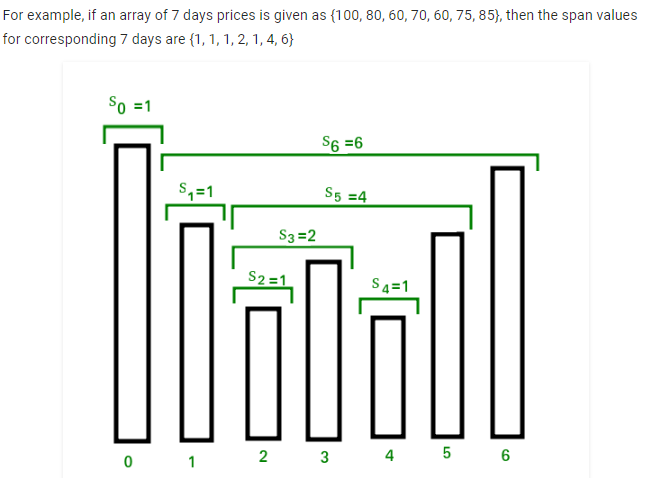 For example, if an array of 7 days prices is given as {100, 80, 60, 70, 60, 75, 85}, then the span values
for corresponding 7 days are {1, 1, 1, 2, 1, 4, 6}
S0 =1
S6 =6
S1=1
S5 =4
S3=2
S2=1
S4=1
0 1 2 3 4 5 6